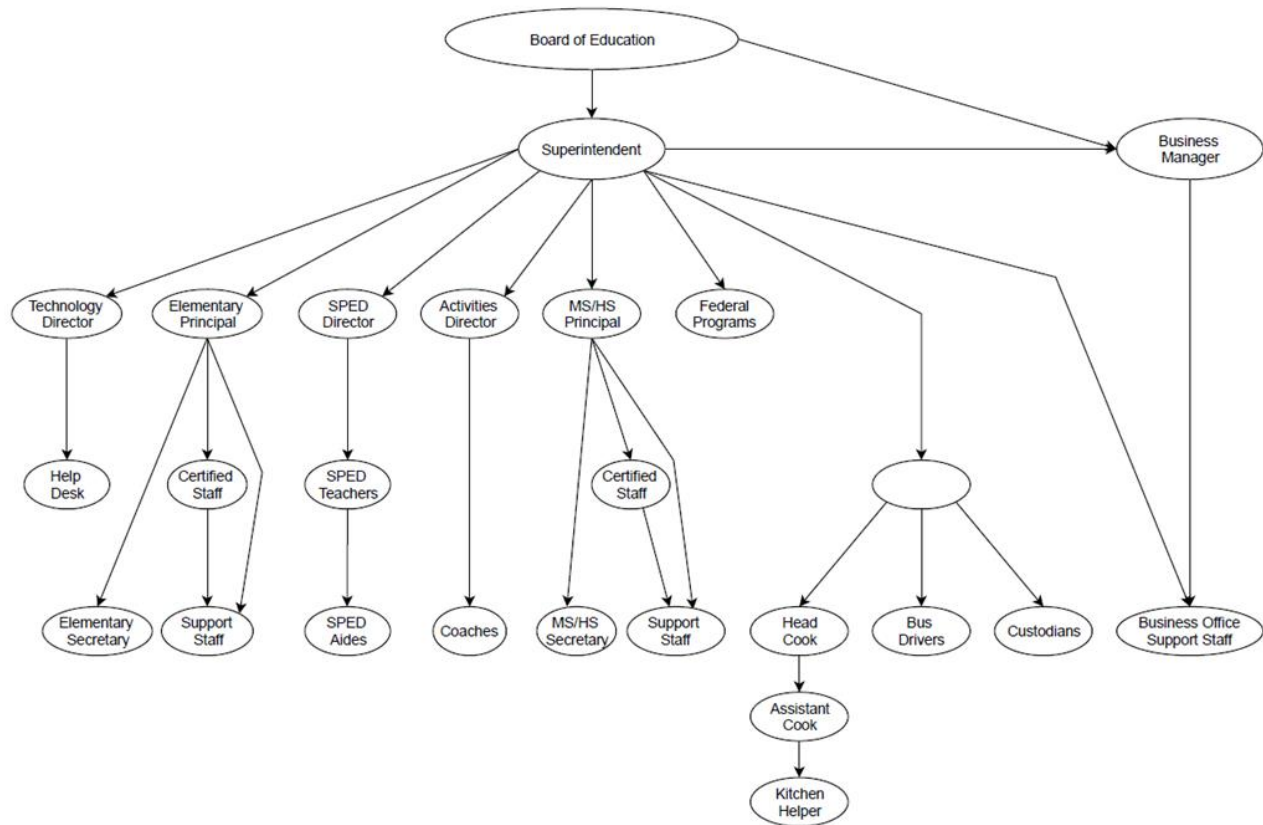 Board of Education
Superintendent
Business
Manager
Technology
Director
Elementary
Principal
SPED
Director
Activities
Director
MS/HS
Principal
Federal
Programs
Help
Desk
Certified
Staff
SPED
Teachers
Certified
Staff
Elementary
Secretary
Support
Staff
SPED
Aides
Coaches
MS/HS
Secretary
Support
Staff
Head
Cook
Bus
Drivers
Custodians
Business Office
Support Staff
Assistant
Cook
Kitchen
Helper